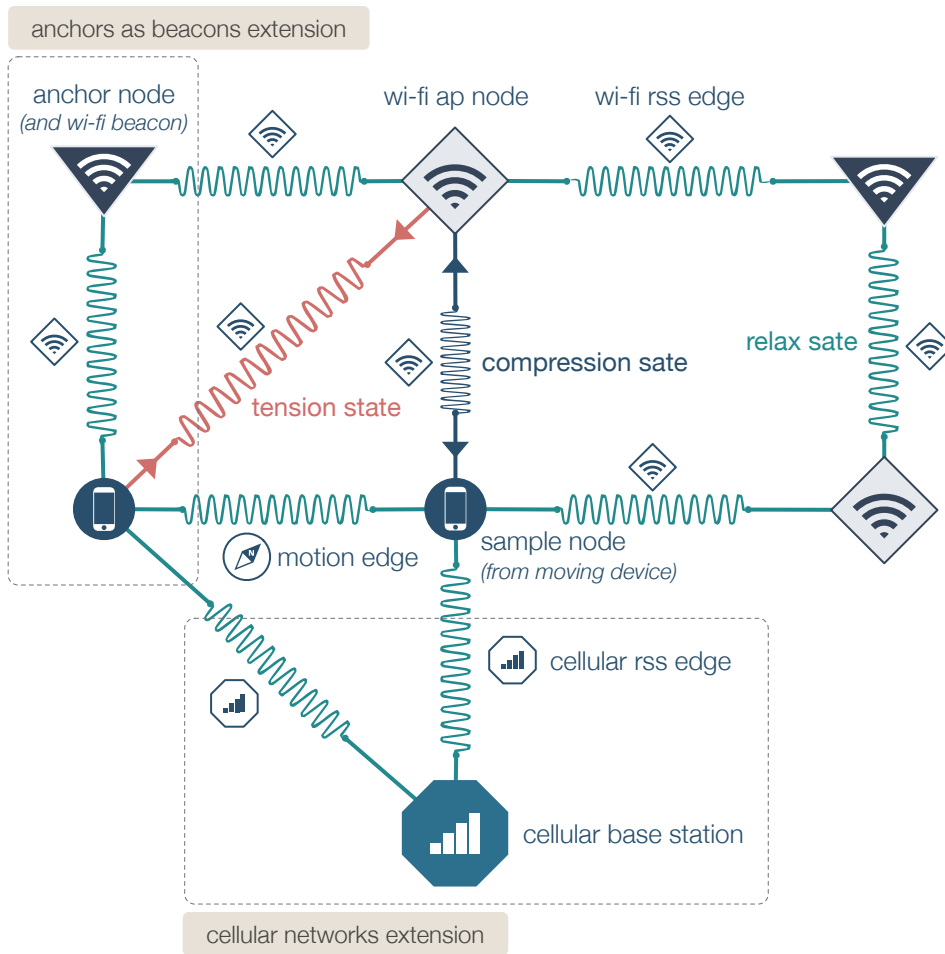 anchors as beacons extension
anchor node
(and wi-fi beacon)
wi-fi ap node
wi-fi rss edge
compression sate
relax sate
tension state
N
motion edge
sample node
(from moving device)
cellular rss edge
cellular base station
cellular networks extension